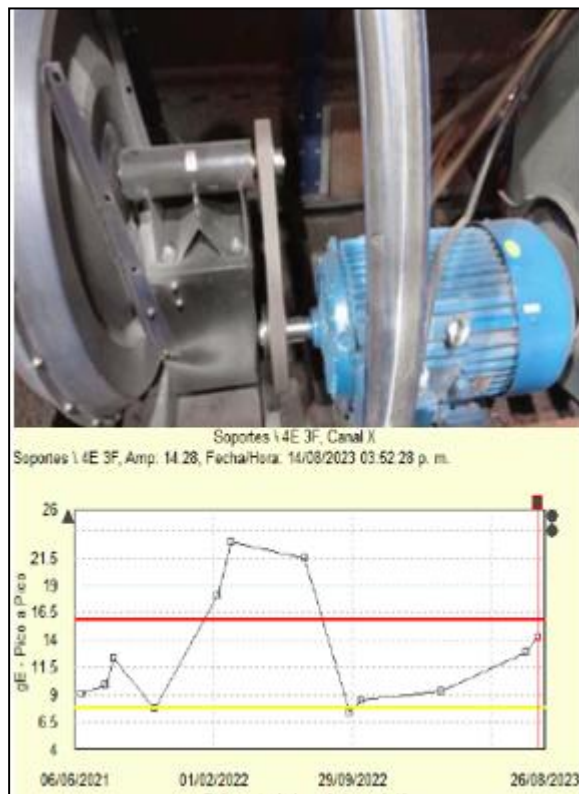 Soportes \ 4E 3F, Canal X
Soportes \ 4E 3F, Amp: 14.28, Fecha/Hora: 14/08/2023 03:52:28 p. m.
gE - Pico a Pico
26
21.5
19
16.5
14
11.5
9
6.5
4
06/06/2021 01/02/2022 29/09/2022 26/08/2023